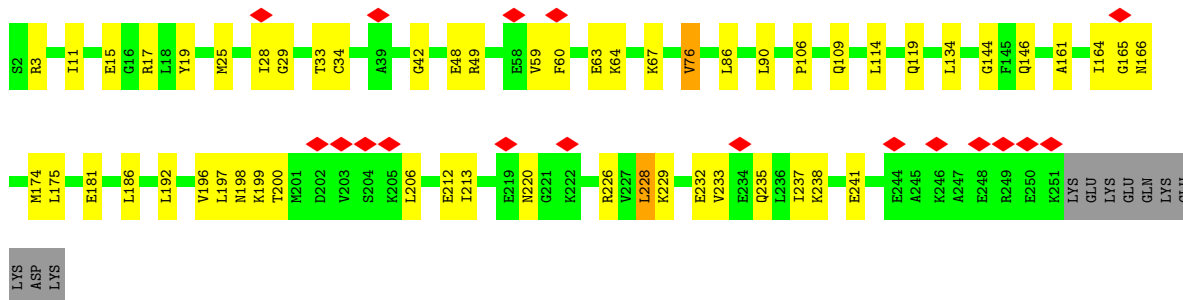 S2 R3 I11 E15 G16 R17 L18 Y19 M25 I28 G29 T33 C34 A39 G42 E48 R49 E58 V59 F60 E63 K64 K67 V76 L86 L90 P106 Q109 L114 Q119 L134 G144 F145 Q146 A161 I164 G165 N166
M174 L175 E181 L186 L192 V196 L197 N198 K199 T200 M201 D202 V203 S204 K205 L206 E212 I213 E219 N220 G221 K222 R226 V227 L228 K229 E232 V233 E234 Q235 L236 I237 K238 E241 E244 A245 K246 A247 E248 R249 E250 K251 LYS GLU LYS GLU GLN LYS GLU
LYS ASP LYS